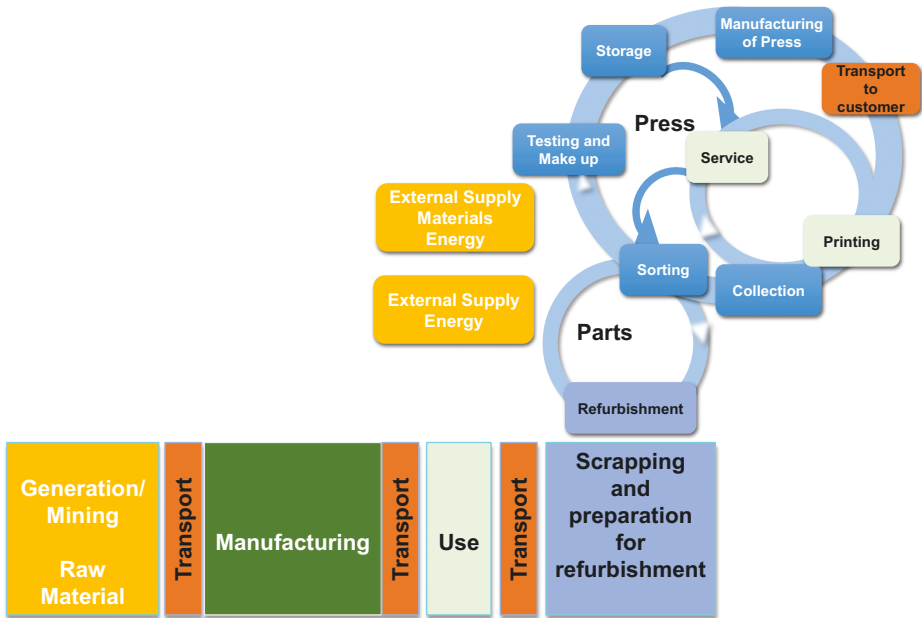 Manufacturing
of Press
Storage
Transport
to
customer
Press
Testing and
Make up
Service
External Supply
Materials
Energy
Printing
Sorting
Collection
External Supply
Energy
Parts
Refurbishment
Generation/
Mining
Raw
Material
Transport
Manufacturing
Transport
Use
Transport
Scrapping
and
preparation
for
refurbishment